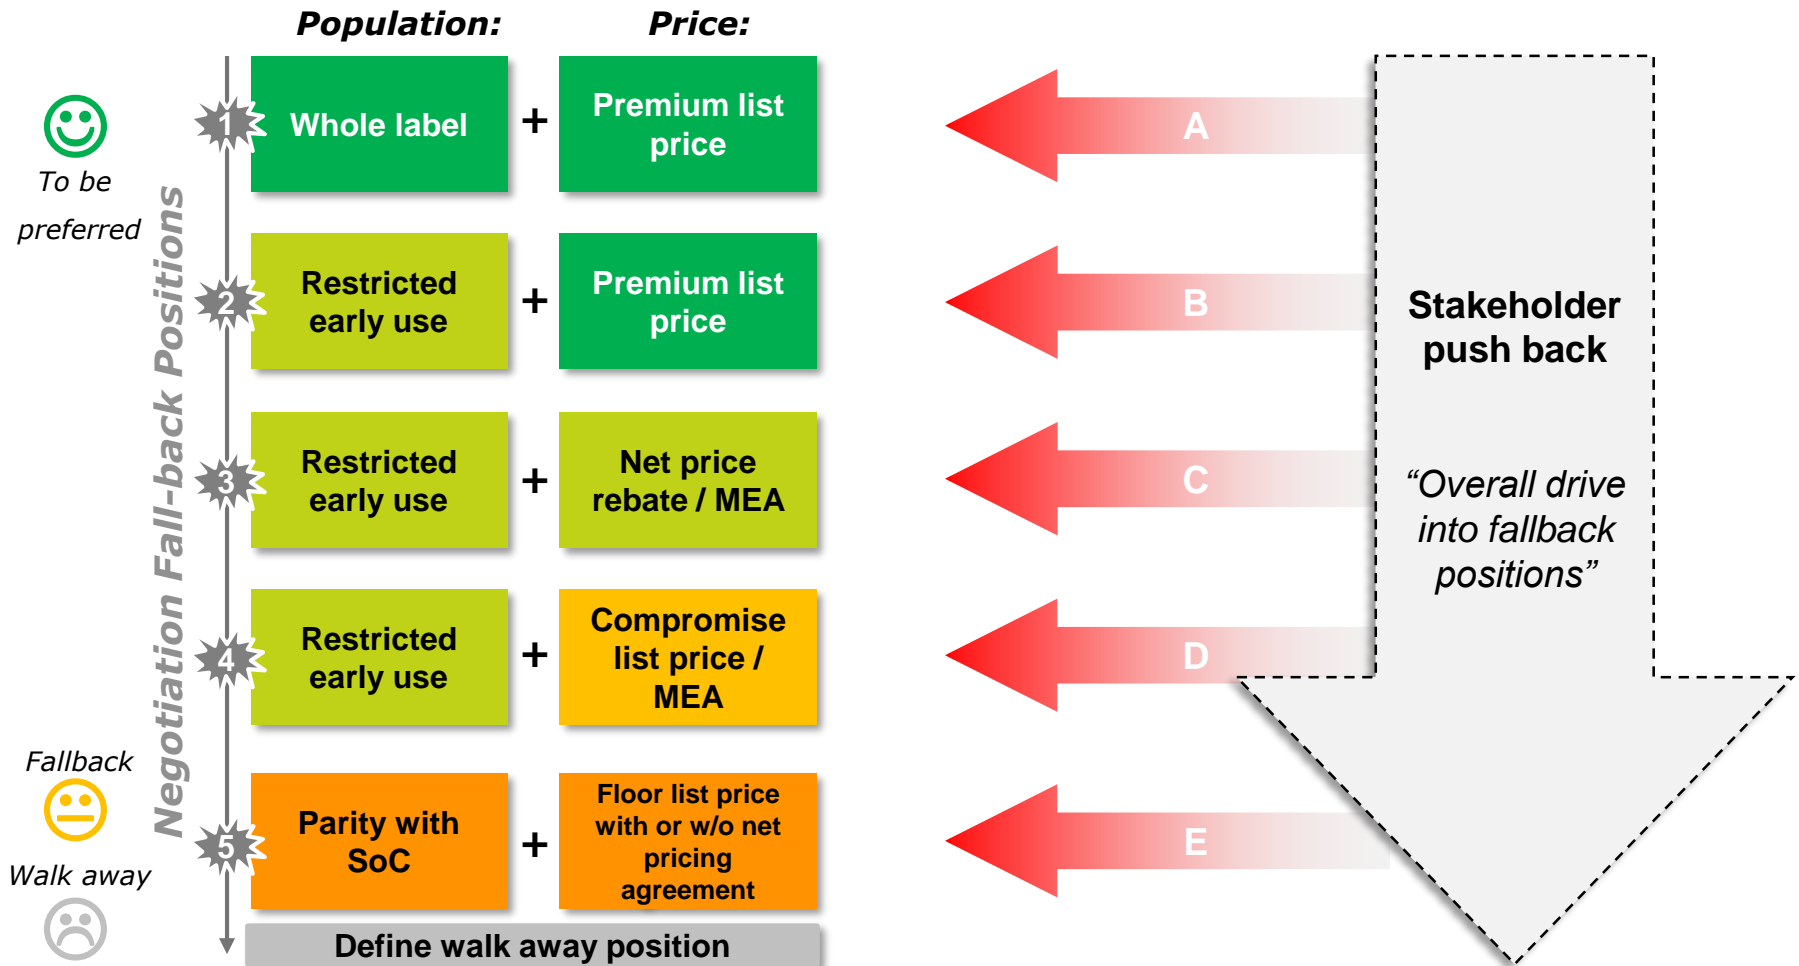 Population:
Price:
To be
preferred
Negotiation Fall-back Positions
1
Whole label
+
Premium list
price
A
2
Restricted
early use
+
Premium list
price
B
3
Restricted
early use
+
Net price
rebate / MEA
C
4
Restricted
early use
+
Compromise
list price /
MEA
D
Fallback
Walk away
5
Parity with
SoC
+
Floor list price
with or w/o net
pricing
agreement
E
Define walk away position
Stakeholder
push back
“Overall drive
into fallback
positions”